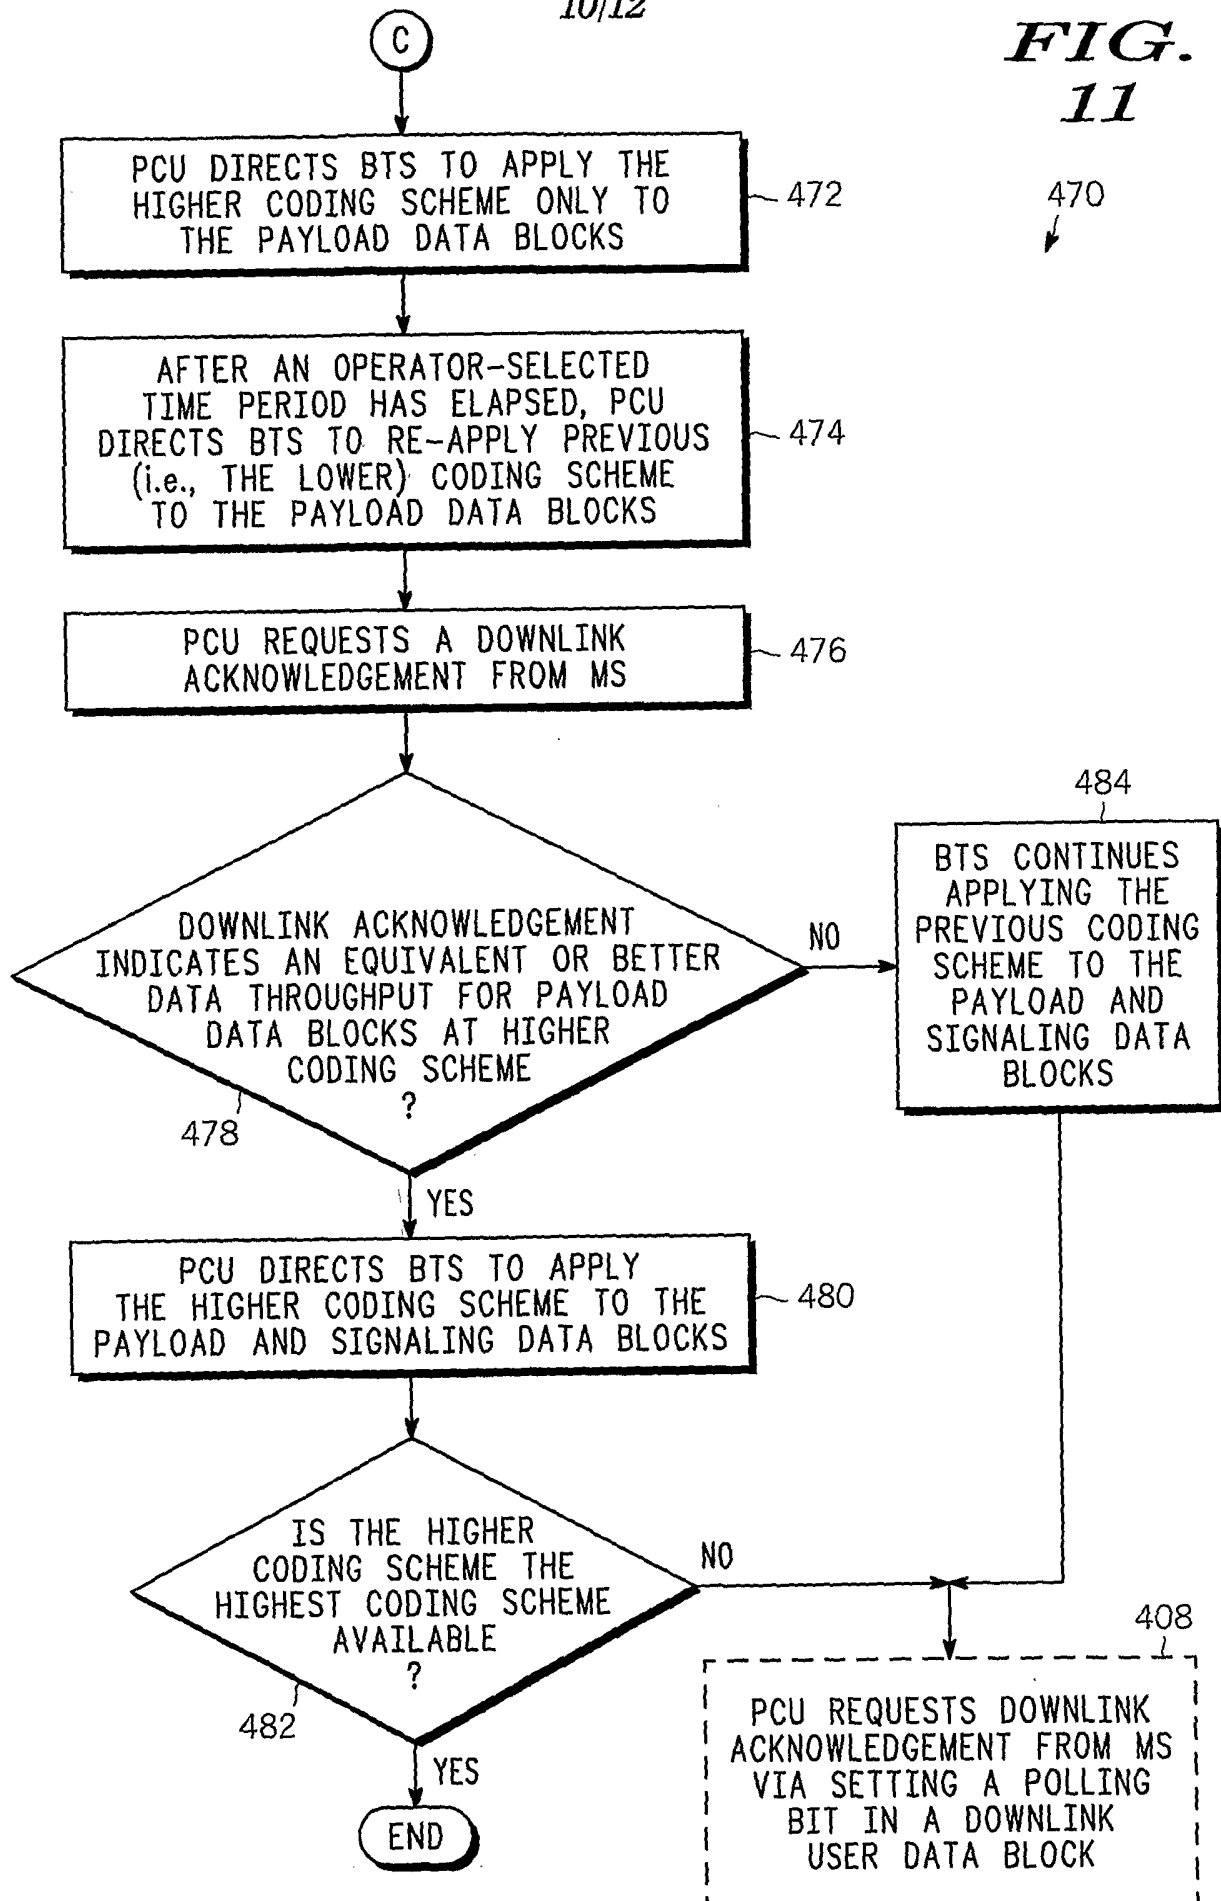 10/12
FIG.
11
C
470
PCU DIRECTS BTS TO APPLY THE
HIGHER CODING SCHEME ONLY TO
THE PAYLOAD DATA BLOCKS
472
AFTER AN OPERATOR-SELECTED
TIME PERIOD HAS ELAPSED, PCU
DIRECTS BTS TO RE-APPLY PREVIOUS
(i.e., THE LOWER) CODING SCHEME
TO THE PAYLOAD DATA BLOCKS
474
PCU REQUESTS A DOWNLINK
ACKNOWLEDGEMENT FROM MS
476
DOWNLINK ACKNOWLEDGEMENT
INDICATES AN EQUIVALENT OR BETTER
DATA THROUGHPUT FOR PAYLOAD
DATA BLOCKS AT HIGHER
CODING SCHEME
?
478
NO
484
BTS CONTINUES
APPLYING THE
PREVIOUS CODING
SCHEME TO THE
PAYLOAD AND
SIGNALING DATA
BLOCKS
YES
PCU DIRECTS BTS TO APPLY
THE HIGHER CODING SCHEME TO THE
PAYLOAD AND SIGNALING DATA BLOCKS
480
IS THE HIGHER
CODING SCHEME THE
HIGHEST CODING SCHEME
AVAILABLE
?
482
NO
YES
END
408
PCU REQUESTS DOWNLINK
ACKNOWLEDGEMENT FROM MS
VIA SETTING A POLLING
BIT IN A DOWNLINK
USER DATA BLOCK